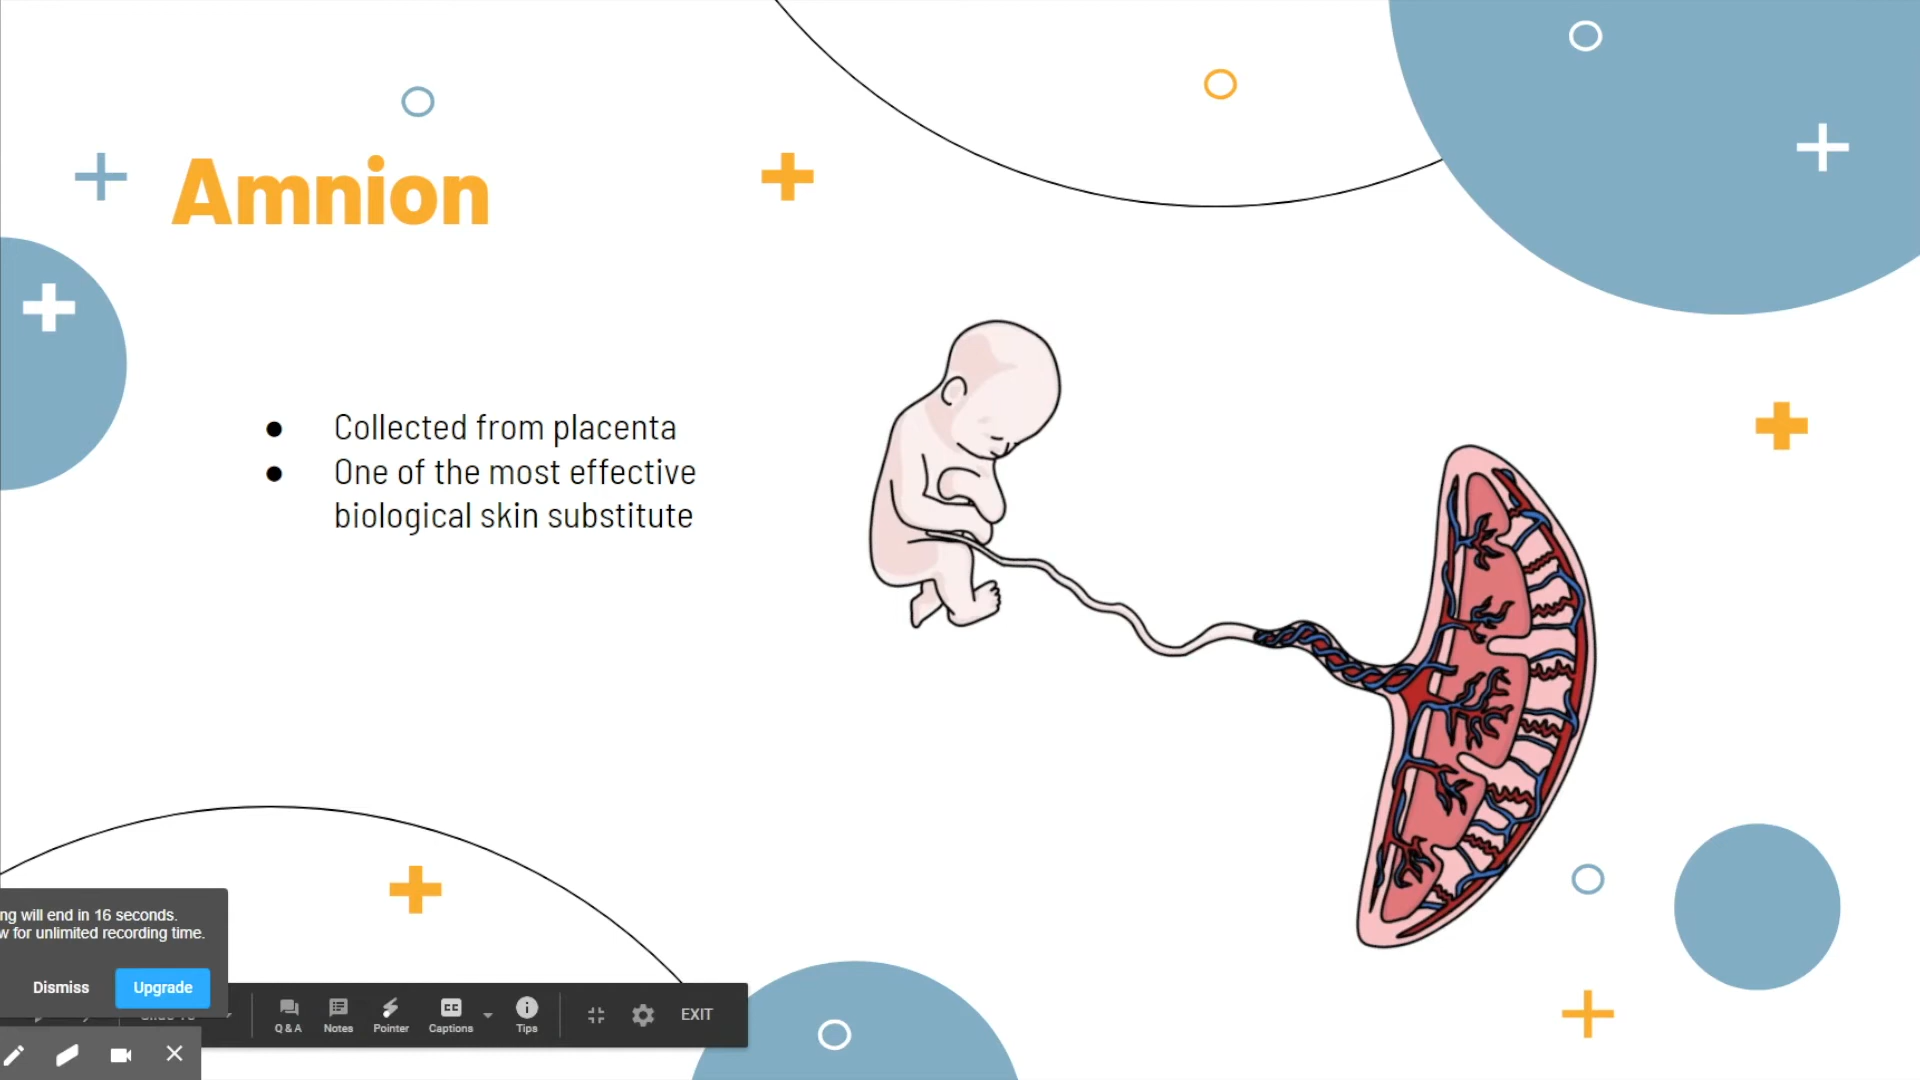 Amnion
● Collected from placenta
● One of the most effective
biological skin substitute
ng will end in 16 seconds.
w for unlimited recording time.
Dismiss
Upgrade
Q & A
Notes
Pointer
CC
Captions
Tips
EXIT